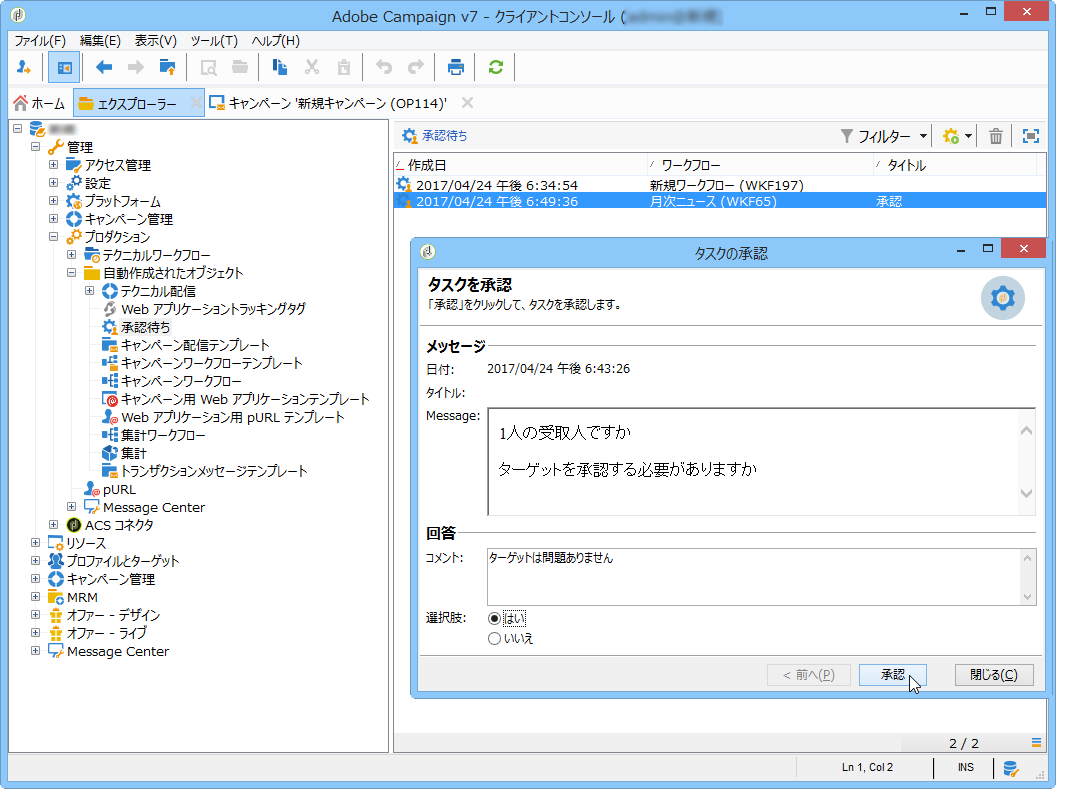 Adobe Campaign v7 - クライアントコンソール (
ファイル(F) 編集(E) 表示(V) ツール(T) ヘルプ(H)
ホーム エクスプローラー キャンペーン '新規キャンペーン (OP114)'
管理
アクセス管理
設定
プラットフォーム
キャンペーン管理
プロダクション
テクニカルワークフロー
自動作成されたオブジェクト
テクニカル配信
Web アプリケーショントラッキングタグ
承認待ち
キャンペーン配信テンプレート
キャンペーンワークフローテンプレート
キャンペーンワークフロー
キャンペーン用 Web アプリケーションテンプレート
Web アプリケーション用 pURL テンプレート
集計ワークフロー
集計
トランザクションメッセージテンプレート
pURL
Message Center
ACS コネクタ
リソース
プロファイルとターゲット
キャンペーン管理
MRM
オファー - デザイン
オファー - ライブ
Message Center
承認待ち フィルター
作成日 ワークフロー タイトル
2017/04/24 午後 6:34:54 新規ワークフロー (WKF197)
2017/04/24 午後 6:49:36 月次ニュース (WKF65) 承認
タスクの承認
タスクを承認
「承認」をクリックして、タスクを承認します。
メッセージ
日付: 2017/04/24 午後 6:43:26
タイトル:
Message:
1人の受取人ですか
ターゲットを承認する必要がありますか
回答
コメント: ターゲットは問題ありません
選択肢: はい
いいえ
< 前へ(P) 承認 閉じる(C)
2 / 2
Ln 1, Col 2 INS